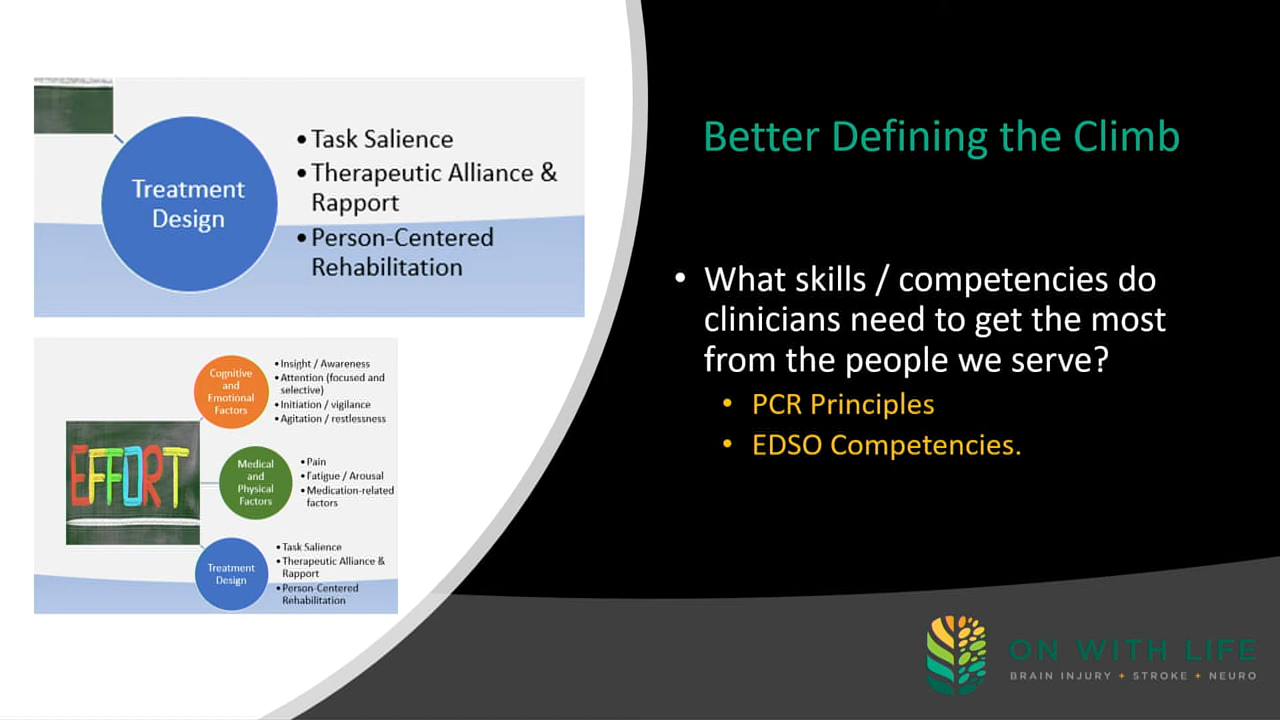 Treatment
Design
•Task Salience
•Therapeutic Alliance &
Rapport
•Person-Centered
Rehabilitation
EFFORT
Cognitive
and
Emotional
Factors
•Insight / Awareness
•Attention (focused and
selective)
•Initiation / vigilance
•Agitation / restlessness
Medical
and
Physical
Factors
•Pain
•Fatigue / Arousal
•Medication-related
factors
Treatment
Design
•Task Salience
•Therapeutic Alliance &
Rapport
•Person-Centered
Rehabilitation
Better Defining the Climb
• What skills / competencies do
clinicians need to get the most
from the people we serve?
• PCR Principles
• EDSO Competencies.
ON WITH LIFE
BRAIN INJURY + STROKE + NEURO